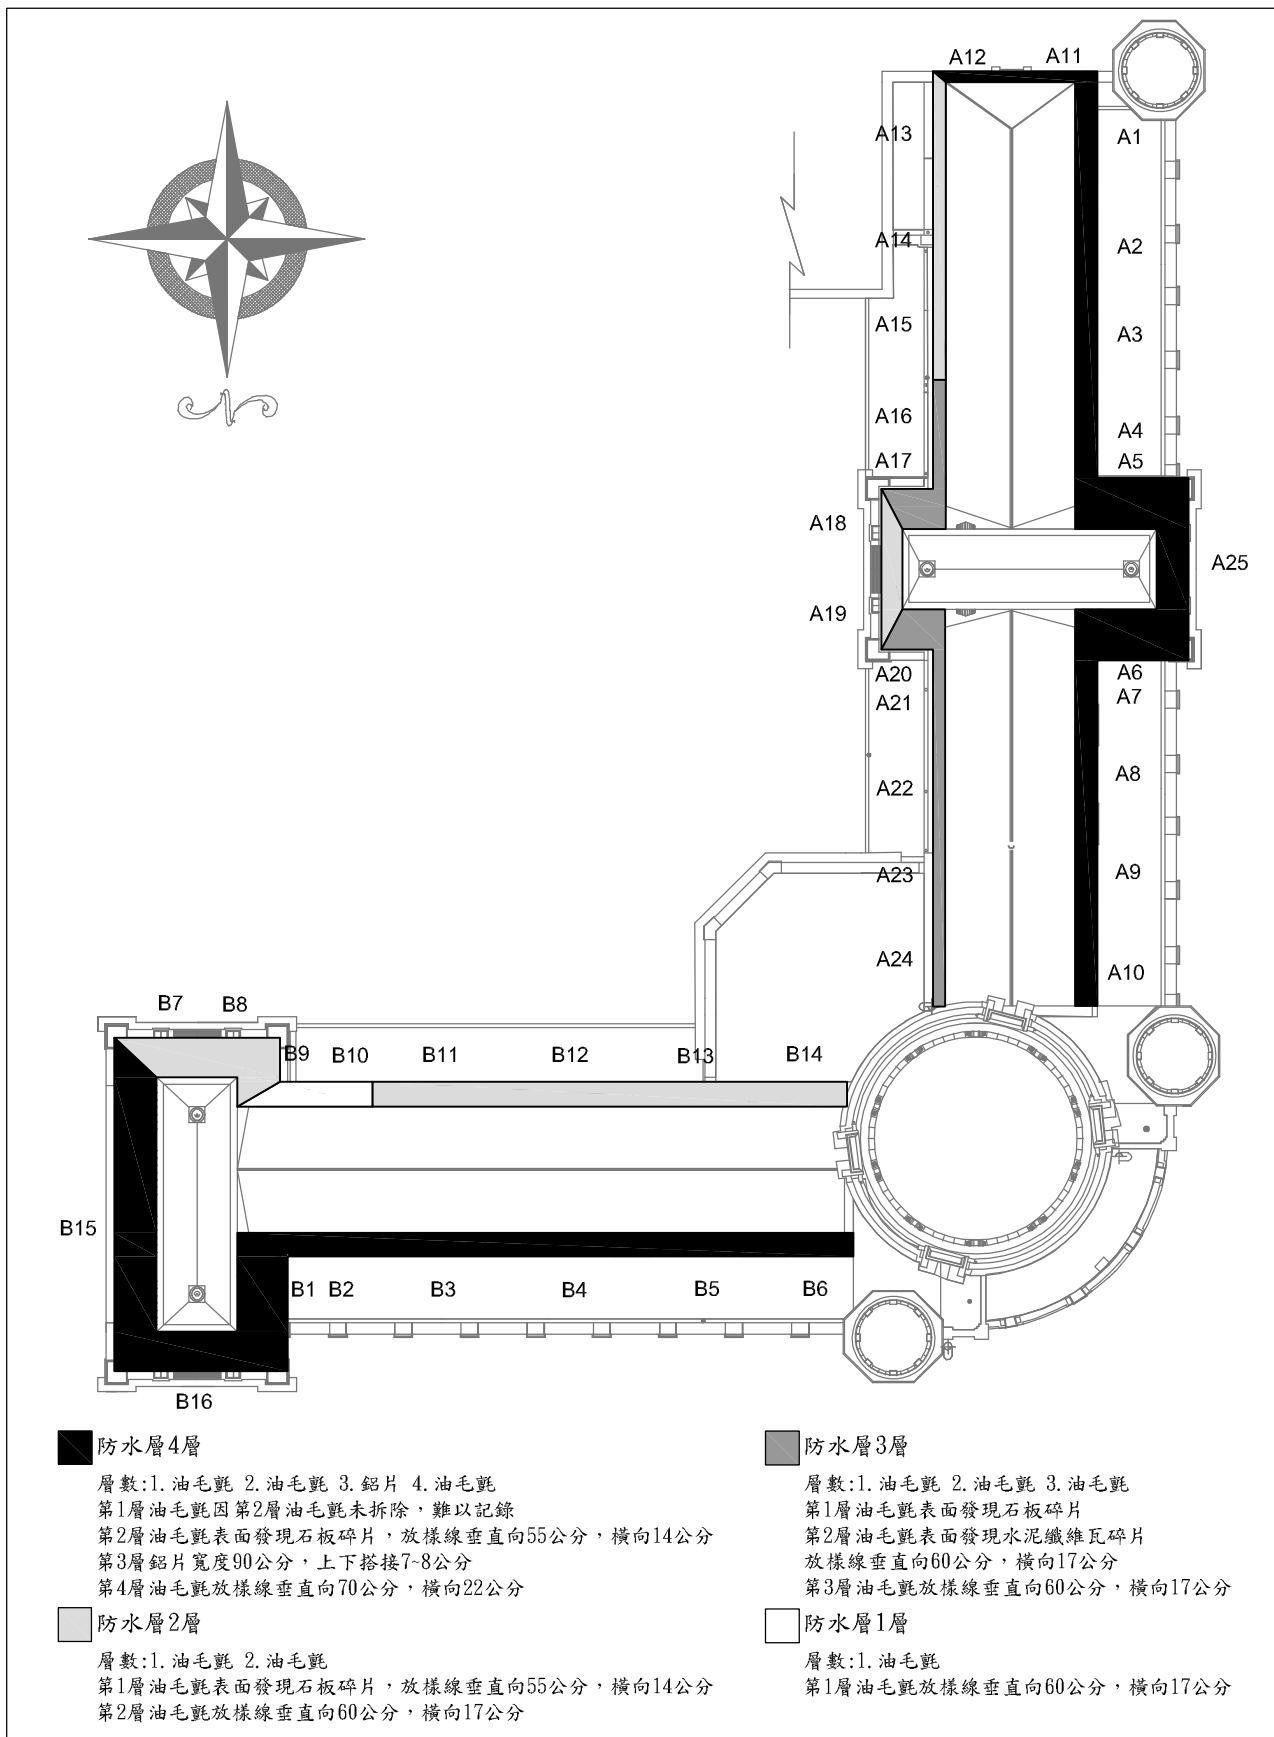 A12
A11
A13
A1
A14
A2
A15
A3
A16
A4
A17
A5
A18
A25
A19
A20
A6
A21
A7
A22
A8
A23
A9
A24
A10
N
B7
B8
B9
B10
B11
B12
B13
B14
B15
B1
B2
B3
B4
B5
B6
B16
防水層4層
層數:1.油毛氈 2.油毛氈 3.鋁片 4.油毛氈
第1層油毛氈因第2層油毛氈未拆除，難以記錄
第2層油毛氈表面發現石板碎片，放樣線垂直向55公分，橫向14公分
第3層鋁片寬度90公分，上下搭接7~8公分
第4層油毛氈放樣線垂直向70公分，橫向22公分
防水層2層
層數:1.油毛氈 2.油毛氈
第1層油毛氈表面發現石板碎片，放樣線垂直向55公分，橫向14公分
第2層油毛氈放樣線垂直向60公分，橫向17公分
防水層3層
層數:1.油毛氈 2.油毛氈 3.油毛氈
第1層油毛氈表面發現石板碎片
第2層油毛氈表面發現水泥纖維瓦碎片
放樣線垂直向60公分，橫向17公分
第3層油毛氈放樣線垂直向60公分，橫向17公分
防水層1層
層數:1.油毛氈
第1層油毛氈放樣線垂直向60公分，橫向17公分